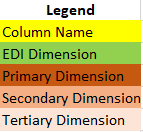 Legend
Column Name
EDI Dimension
Primary Dimension
Secondary Dimension
Tertiary Dimension